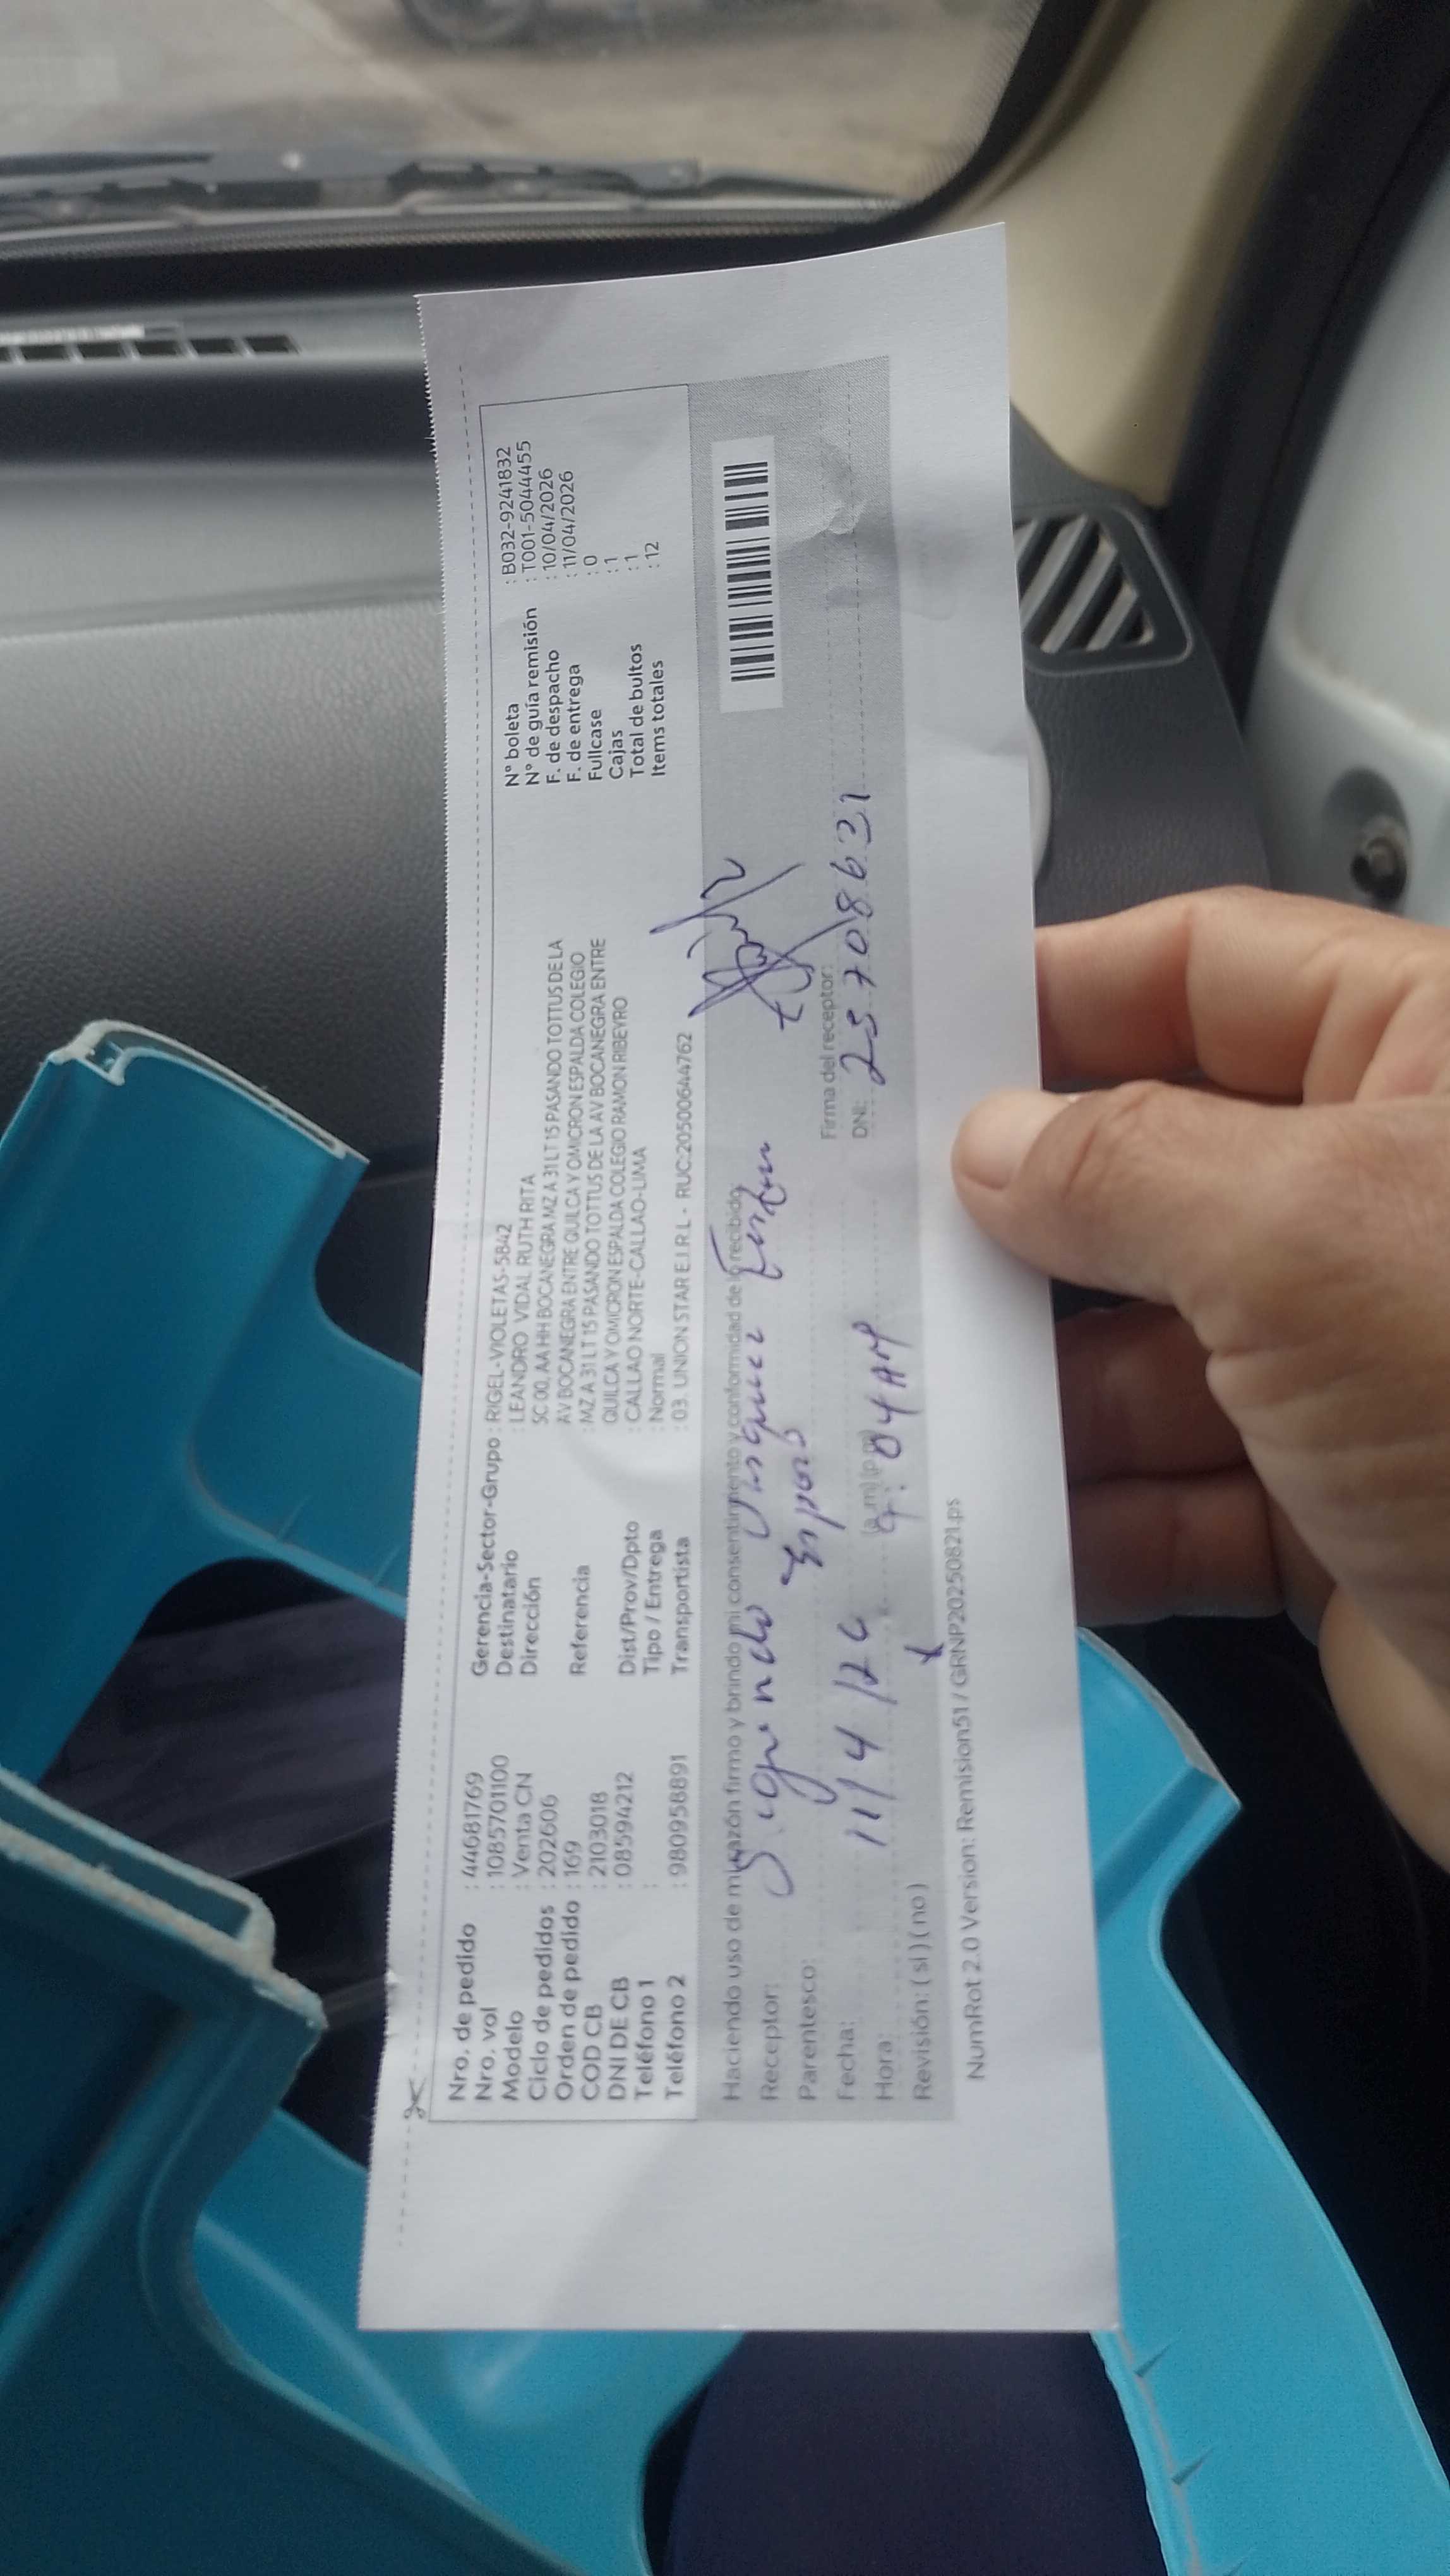 Nro. de pedido : 44681769
Nro. vol : 10857011100
Modelo : Venta CN
Ciclo de pedidos : 202606
Orden de pedido : 169
COD CB : 2103018
DNI DE CB : 08594212
Teléfono 1 :
Teléfono 2 : 980958891
Gerencia-Sector-Grupo : RIGEL-VIOLETAS-5842
Destinatario : LEANDRO VIDAL RUTH RITA
Dirección : SC 00, AA HH BOCANEGRA MZ A 31 LT 15 PASANDO TOTTUS DE LA
AV BOCANEGRA ENTRE QUILCA Y OMICRON ESPALDA COLEGIO
Referencia : MZ A 31 LT 15 PASANDO TOTTUS DE LA AV BOCANEGRA ENTRE
QUILCA Y OMICRON ESPALDA COLEGIO RAMON RIBEYRO
Dist/Prov/Dpto : CALLAO NORTE-CALLAO-LIMA
Tipo / Entrega : Normal
Transportista : 03. UNION STAR E.I.R.L - RUC:20500644762
N° boleta : B032-9241832
N° de guía remisión : T001-5044455
F. de despacho : 10/04/2026
F. de entrega : 11/04/2026
Fullcase : 0
Cajas : 1
Total de bultos : 1
Items totales : 12
Haciendo uso de mi razón firmo y brindo mi consentimiento y conformidad de lo recibido
Receptor: Segundo Vasquez
Parentesco: Esposo
Fecha: 11/4/26
Hora: (a.m) (p.m) 9:04 AM
Revisión: ( si ) ( no )
Firma del receptor:
DNI: 25708631
NumRot 2.0 Version: Remision51 / GRNP20250821.ps